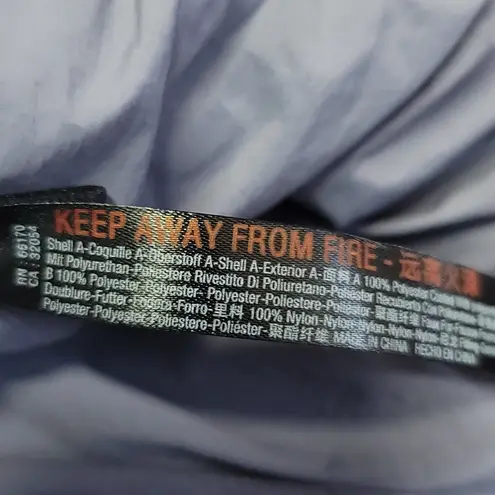 RN 66170
CA 32054
KEEP AWAY FROM FIRE - 远离火源
Shell A-Coquille A-Oberstoff A-Shell A-Exterior A-面料 A 100% Polyester Coated With
Mit Polyurethan-Poliestere Rivestito Di Poliuretano-Poliéster Recubierto Con
B 100% Polyester-Polyester-Polyester-Poliestere-Poliéster-聚酯纤维
Doublure-Futter-Fodera-Forro-里料 100% Nylon-Nylon-Nylon-Nylon-Nylon-
Polyester-Polyester-Polyester-Poliestere-Poliéster-聚酯纤维 MADE IN CHINA HECHO EN CHINA